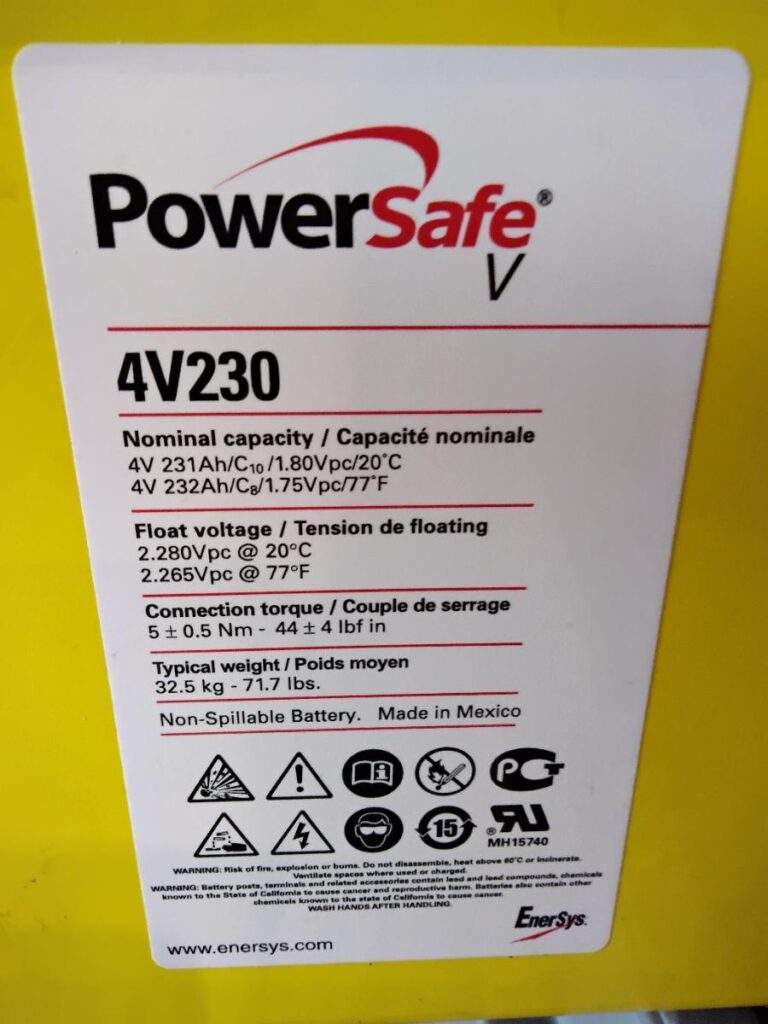 PowerSafe®
V
4V230
Nominal capacity / Capacité nominale
4V 231Ah/C₁₀/1.80Vpc/20°C
4V 232Ah/C₈/1.75Vpc/77°F
Float voltage / Tension de floating
2.280Vpc @ 20°C
2.265Vpc @ 77°F
Connection torque / Couple de serrage
5 ± 0.5 Nm - 44 ± 4 lbf in
Typical weight / Poids moyen
32.5 kg - 71.7 lbs.
Non-Spillable Battery. Made in Mexico
PCT
15
® RU
MH15740
WARNING: Risk of fire, explosion or burns. Do not disassemble, heat above 60°C or incinerate.
Ventilate spaces where used or charged.
WARNING: Battery posts, terminals and related accessories contain lead and lead compounds, chemicals
known to the State of California to cause cancer and reproductive harm. Batteries also contain other
chemicals known to the state of California to cause cancer.
WASH HANDS AFTER HANDLING.
EnerSys.
www.enersys.com